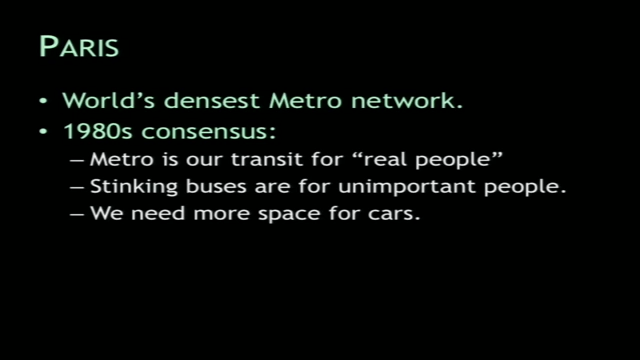 PARIS
• World's densest Metro network.
• 1980s consensus:
– Metro is our transit for “real people”
– Stinking buses are for unimportant people.
– We need more space for cars.